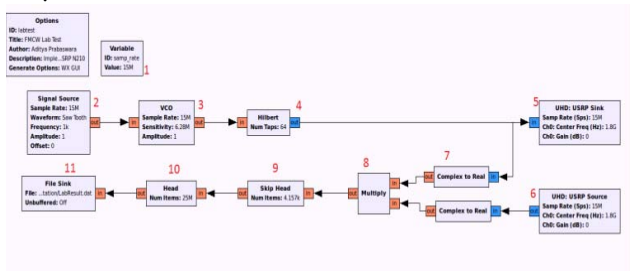 Options
ID: labtest
Title: FMCW Lab Test
Author: Aditya Prabaswara
Description: Imple...SRP N210
Generate Options: WX GUI
Variable
ID: samp_rate
Value: 15M
1
Signal Source
Sample Rate: 15M
Waveform: Saw Tooth
Frequency: 1k
Amplitude: 1
Offset: 0
out
2
in
VCO
Sample Rate: 15M
Sensitivity: 6.28M
Amplitude: 1
out
3
in
Hilbert
Num Taps: 64
out
4
5
in
UHD: USRP Sink
Samp Rate (Sps): 15M
Ch0: Center Freq (Hz): 1.8G
Ch0: Gain (dB): 0
11
File Sink
File: ...tation/LabResult.dat
Unbuffered: Off
in
10
out
Head
Num Items: 25M
in
9
out
Skip Head
Num Items: 4.157k
in
8
out
Multiply
in
in
7
out
Complex to Real
in
out
Complex to Real
in
6
out
UHD: USRP Source
Samp Rate (Sps): 15M
Ch0: Center Freq (Hz): 1.8G
Ch0: Gain (dB): 0